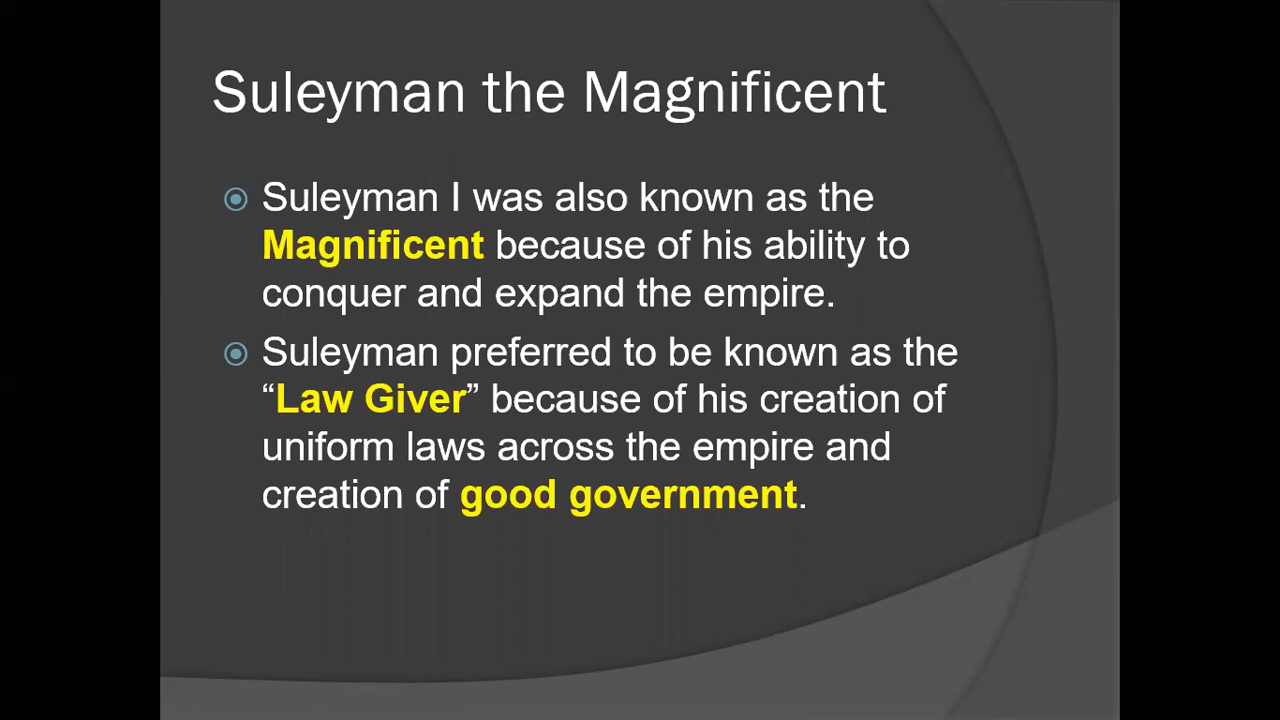 Suleyman the Magnificent
Suleyman I was also known as the
Magnificent because of his ability to
conquer and expand the empire.
Suleyman preferred to be known as the
“Law Giver” because of his creation of
uniform laws across the empire and
creation of good government.